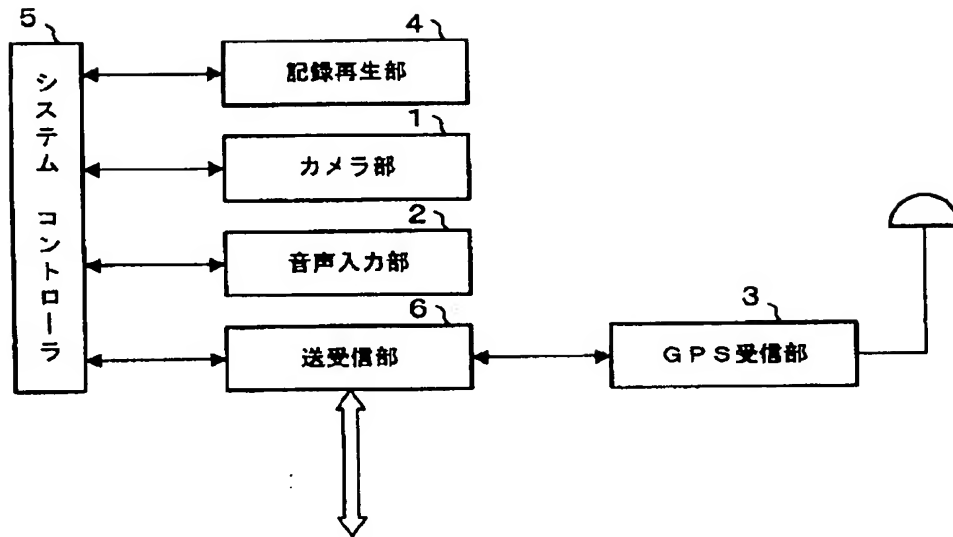 5
システム コントローラ
4
記録再生部
1
カメラ部
2
音声入力部
6
送受信部
3
GPS受信部